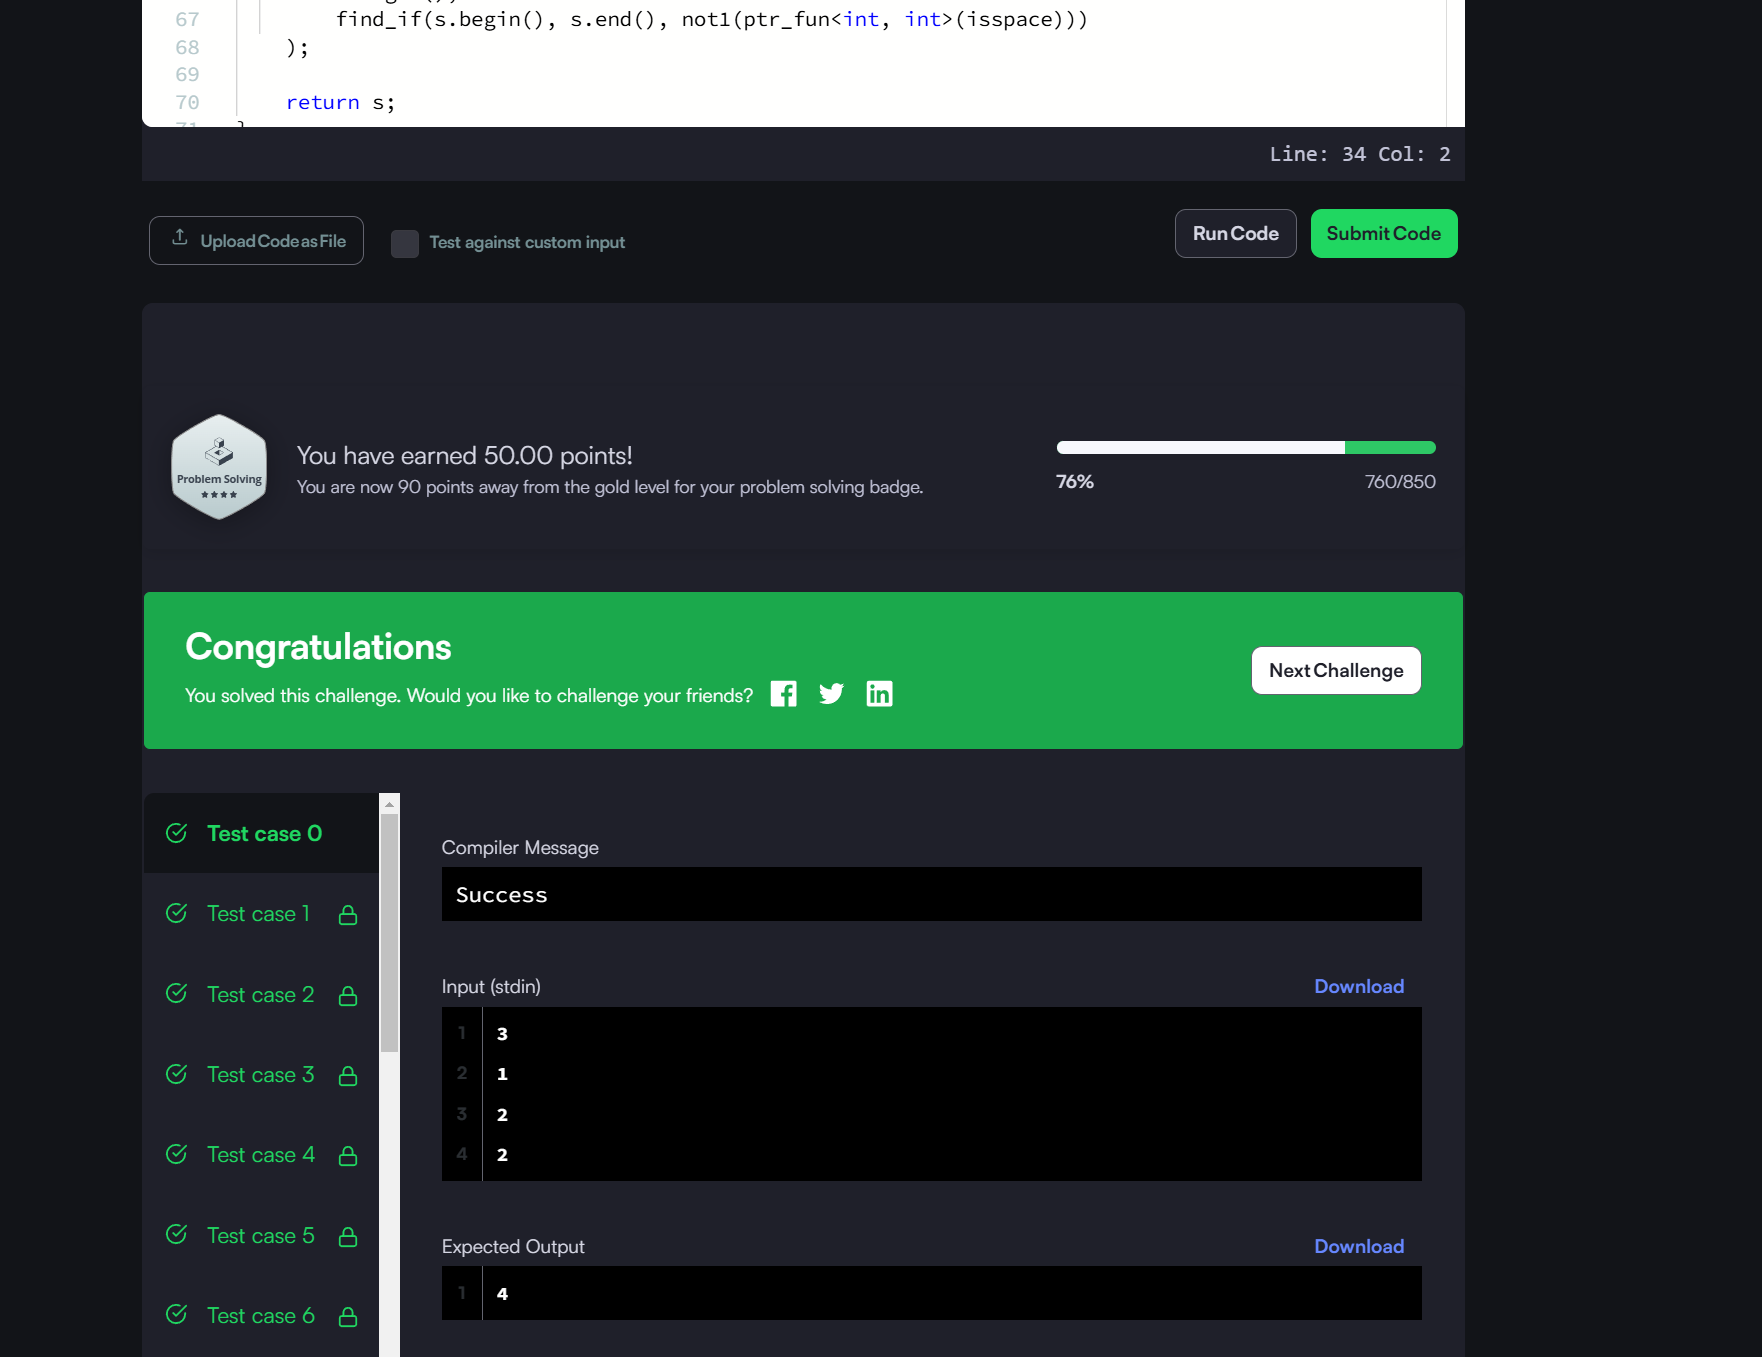 67 find_if(s.begin(), s.end(), not1(ptr_fun<int, int>(isspace)))
68 );
69
70 return s;
Line: 34 Col: 2
Upload Code as File
Test against custom input
Run Code
Submit Code
Problem Solving
You have earned 50.00 points!
You are now 90 points away from the gold level for your problem solving badge.
76%
760/850
Congratulations
You solved this challenge. Would you like to challenge your friends?
Next Challenge
Test case 0
Test case 1
Test case 2
Test case 3
Test case 4
Test case 5
Test case 6
Compiler Message
Success
Input (stdin)
Download
1 3
2 1
3 2
4 2
Expected Output
Download
1 4